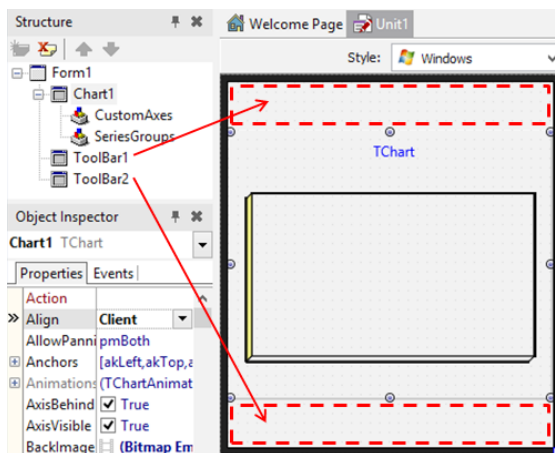 Structure
Welcome Page
Unit1
Style:
Windows
Form1
Chart1
CustomAxes
SeriesGroups
ToolBar1
ToolBar2
TChart
Object Inspector
Chart1 TChart
Properties
Events
Action
Align Client
AllowPanni pmBoth
Anchors [akLeft,akTop,a
Animations (TChartAnimat
AxisBehind True
AxisVisible True
BackImage (Bitmap Em